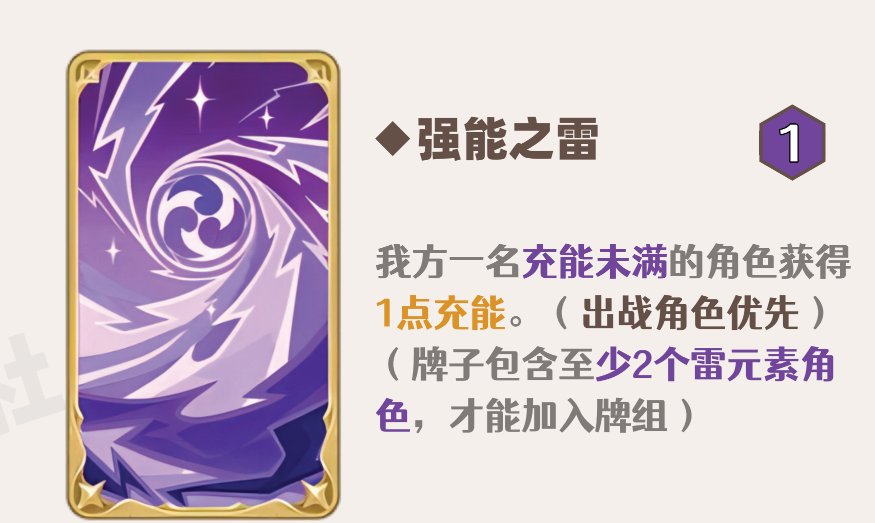 ◆强能之雷
1
我方一名充能未满的角色获得
1点充能。（出战角色优先）
（牌子包含至少2个雷元素角
色，才能加入牌组）
社